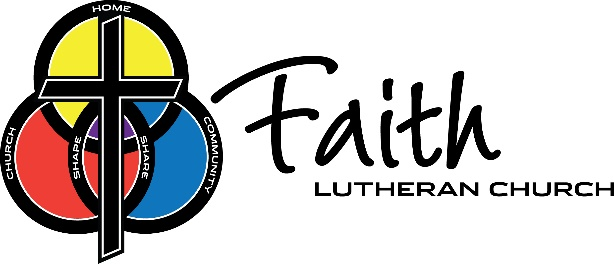 HOME
CHURCH
SHAPE
SHARE
COMMUNITY
Faith
LUTHERAN CHURCH